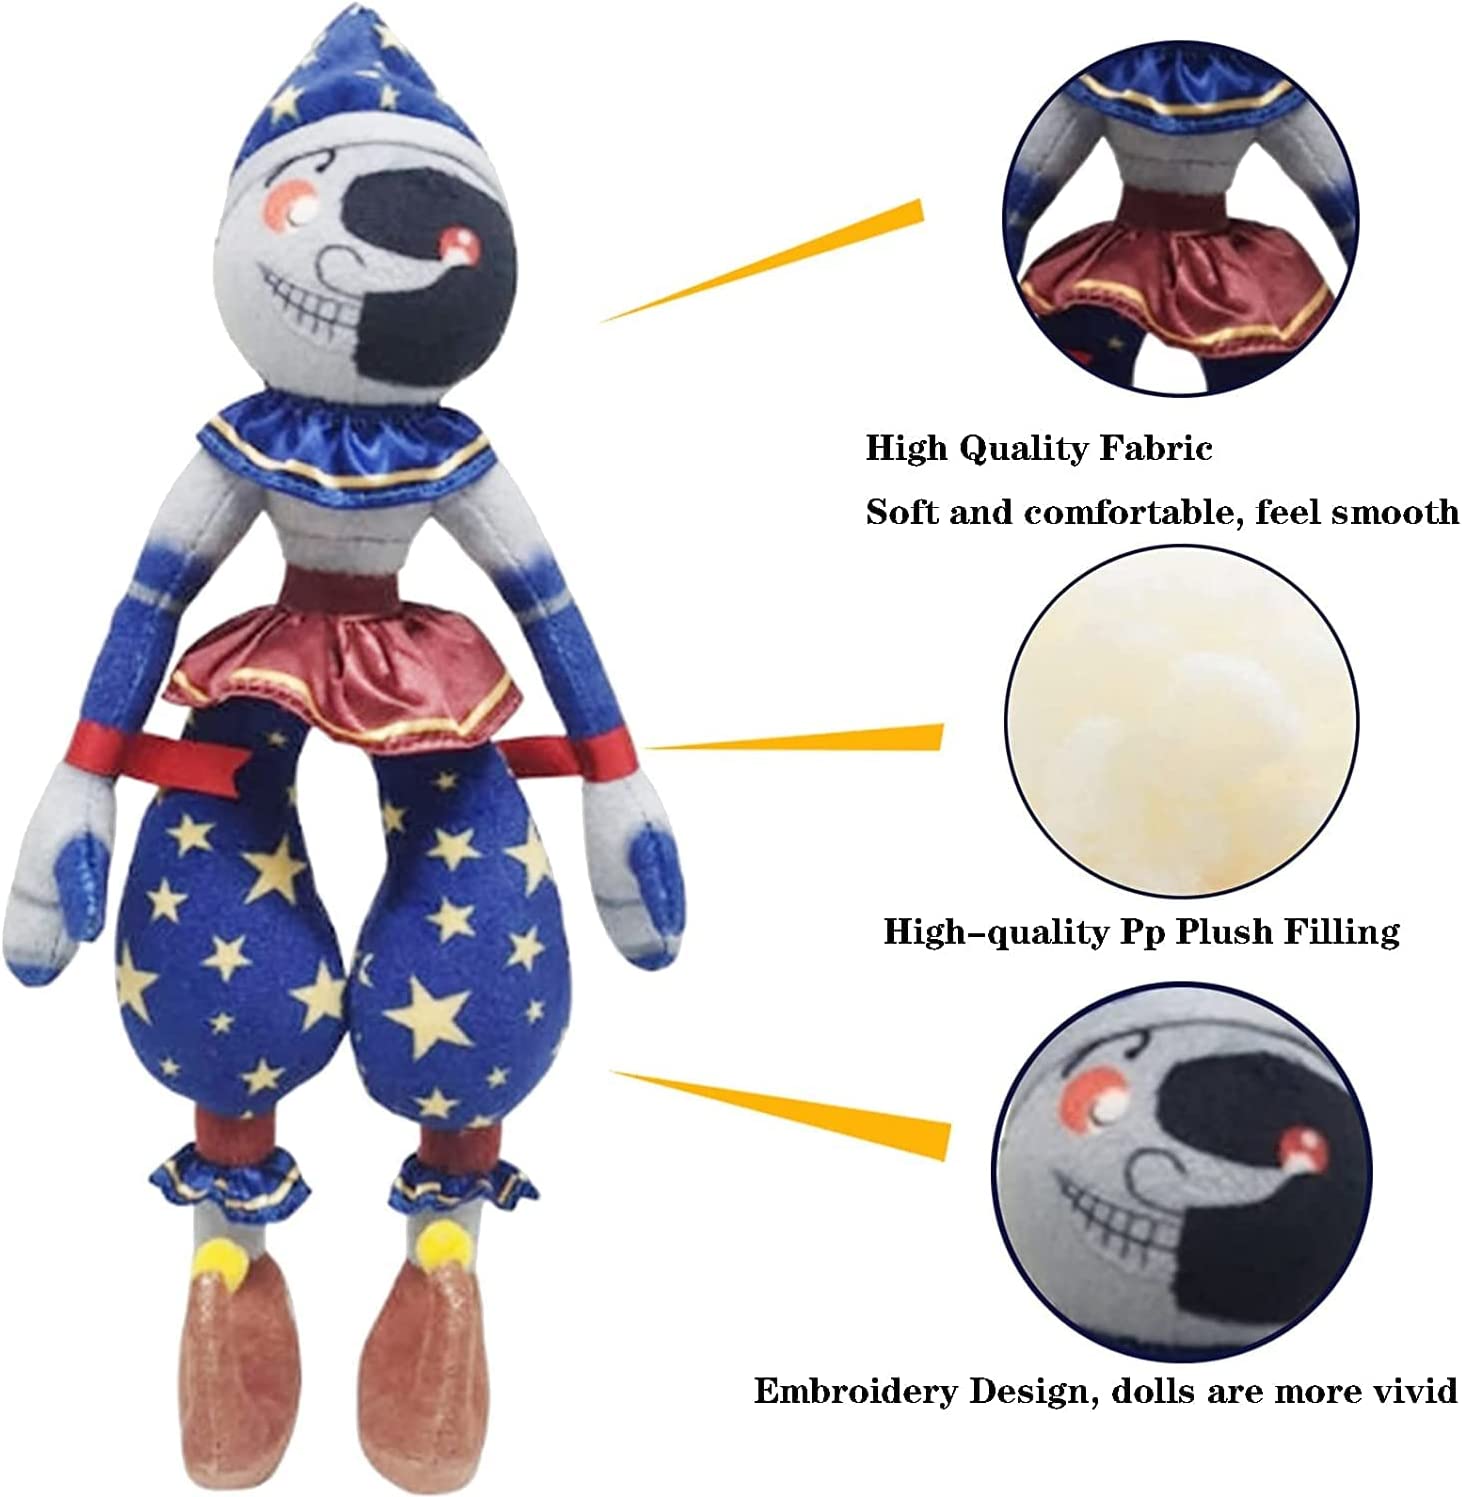 High Quality Fabric
Soft and comfortable, feel smooth
High-quality Pp Plush Filling
Embroidery Design, dolls are more vivid